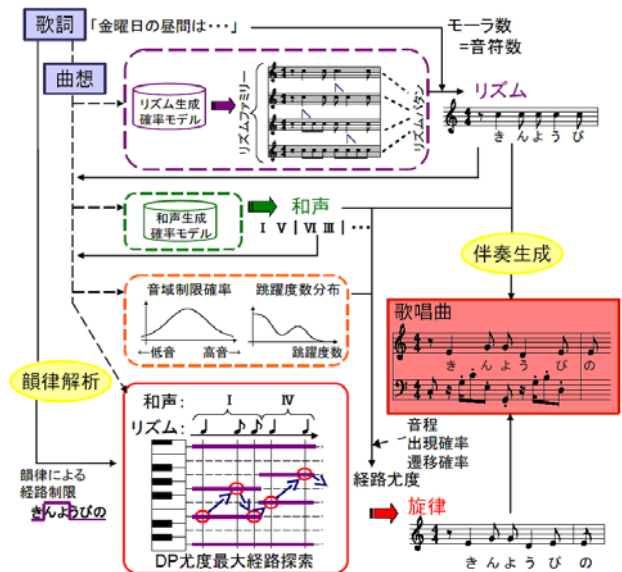 歌詞
「金曜日の昼間は・・・」
モーラ数
=音符数
曲想
リズム生成
確率モデル
リズムファミリー
リズムパタン
リズム
きんようび
和声生成
確率モデル
和声
I V | VI III | ・・・
伴奏生成
音域制限確率
跳躍度数分布
←低音
高音→
跳躍度数
歌唱曲
きんようびの
韻律解析
和声:
I
IV
リズム:
音程
出現確率
遷移確率
経路尤度
韻律による
経路制限
きんようびの
DP尤度最大経路探索
旋律
きんようびの